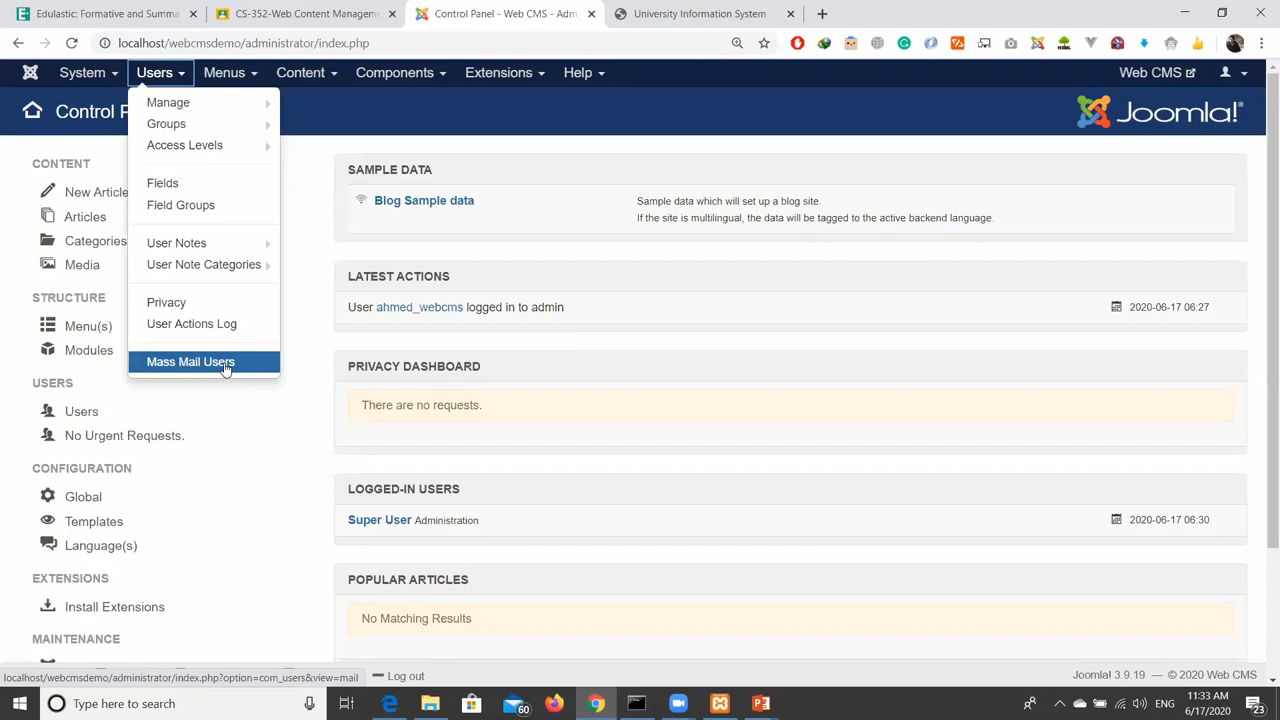 Edulastic: Formative and Summa
CS-352-Web Content Managem
Control Panel - Web CMS - Adm
University Information System
localhost/webcmsdemo/administrator/index.php
System
Users
Menus
Content
Components
Extensions
Help
Web CMS
Control P
Joomla!
Manage
Groups
Access Levels
Fields
Field Groups
User Notes
User Note Categories
Privacy
User Actions Log
Mass Mail Users
CONTENT
New Article
Articles
Categories
Media
STRUCTURE
Menu(s)
Modules
USERS
Users
No Urgent Requests.
CONFIGURATION
Global
Templates
Language(s)
EXTENSIONS
Install Extensions
MAINTENANCE
SAMPLE DATA
Blog Sample data
Sample data which will set up a blog site.
If the site is multilingual, the data will be tagged to the active backend language.
LATEST ACTIONS
User ahmed_webcms logged in to admin
2020-06-17 06:27
PRIVACY DASHBOARD
There are no requests.
LOGGED-IN USERS
Super User Administration
2020-06-17 06:30
POPULAR ARTICLES
No Matching Results
localhost/webcmsdemo/administrator/index.php?option=com_users&view=mail
Log out
Joomla! 3.9.19 — © 2020 Web CMS
Type here to search
60
ENG
11:33 AM
6/17/2020
23